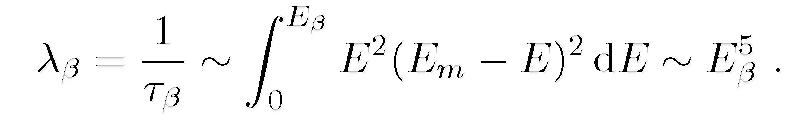 λ_β = 1/τ_β ∼ ∫_0^{E_β} E^2(E_m − E)^2 dE ∼ E_β^5 .